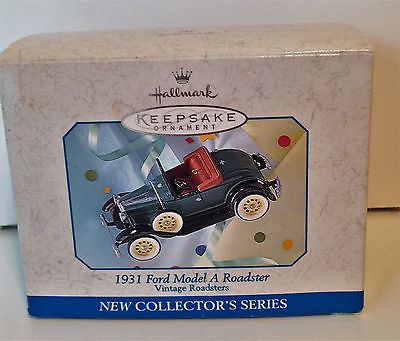 Hallmark
KEEPSAKE
ORNAMENT
1931 Ford Model A Roadster
Vintage Roadsters
NEW COLLECTOR'S SERIES